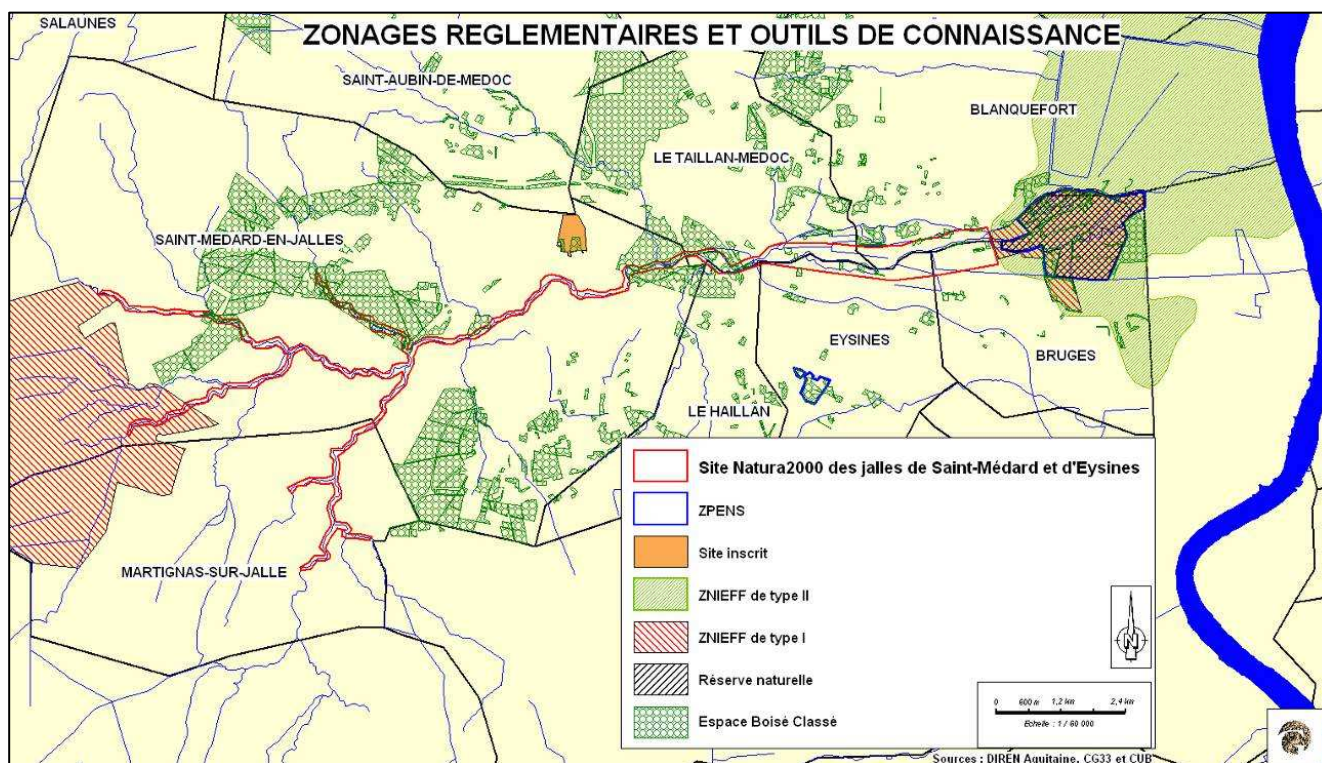 SALAUNES
ZONAGES REGLEMENTAIRES ET OUTILS DE CONNAISSANCE
SAINT-AUBIN-DE-MEDOC
BLANQUEFORT
LE TAILLAN-MEDOC
SAINT-MEDARD-EN-JALLES
EYSINES
BRUGES
LE HAILLAN
MARTIGNAS-SUR-JALLE
Site Natura2000 des jalles de Saint-Médard et d'Eysines
ZPENS
Site inscrit
ZNIEFF de type II
ZNIEFF de type I
Réserve naturelle
Espace Boisé Classé
N
0 600 m 1,2 km 2,4 km
Echelle : 1 / 60 000
Sources : DIREN Aquitaine, CG33 et CUB